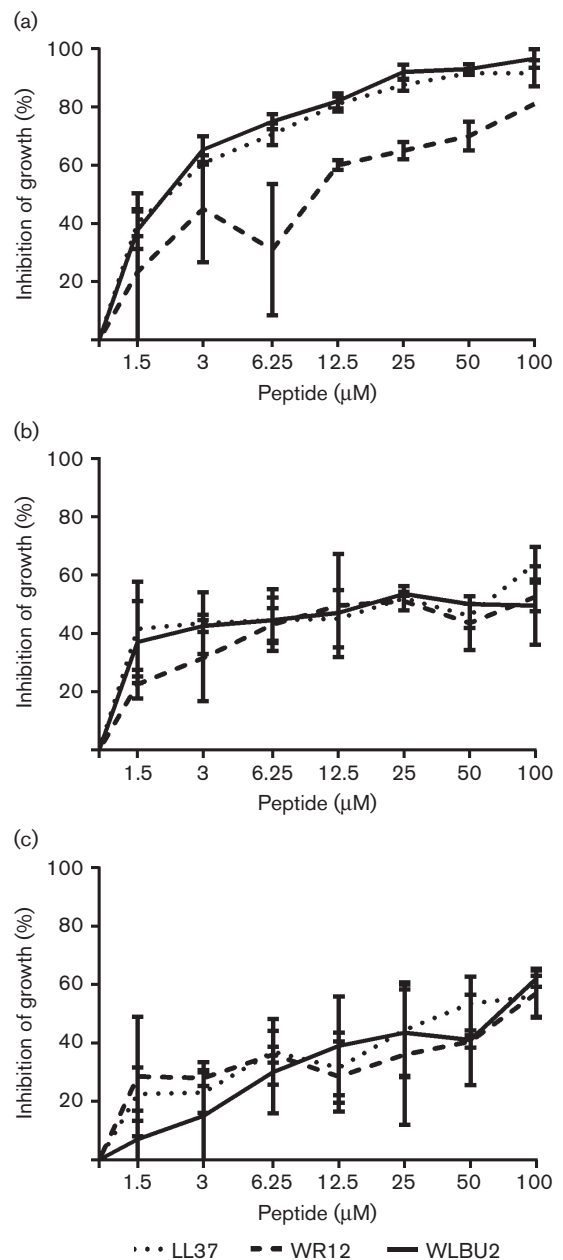 (a)
100
80
60
40
20
Inhibition of growth (%)
1.5 3 6.25 12.5 25 50 100
Peptide (μM)
(b)
100
80
60
40
20
Inhibition of growth (%)
1.5 3 6.25 12.5 25 50 100
Peptide (μM)
(c)
100
80
60
40
20
Inhibition of growth (%)
1.5 3 6.25 12.5 25 50 100
Peptide (μM)
LL37 WR12 WLBU2